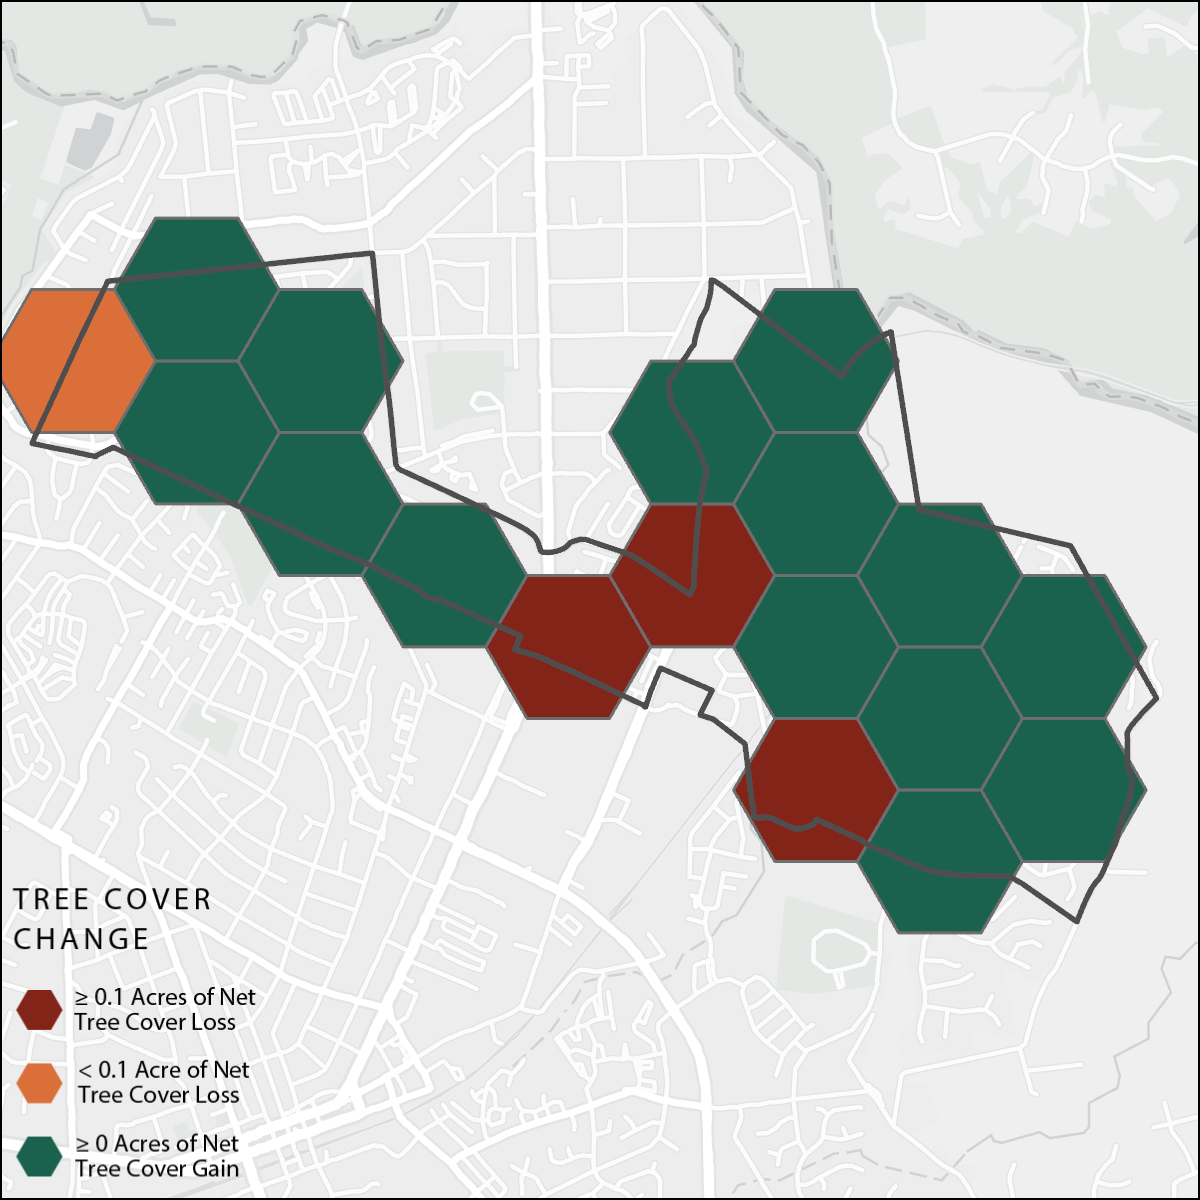 TREE COVER
CHANGE
≥ 0.1 Acres of Net
Tree Cover Loss
< 0.1 Acre of Net
Tree Cover Loss
≥ 0 Acres of Net
Tree Cover Gain